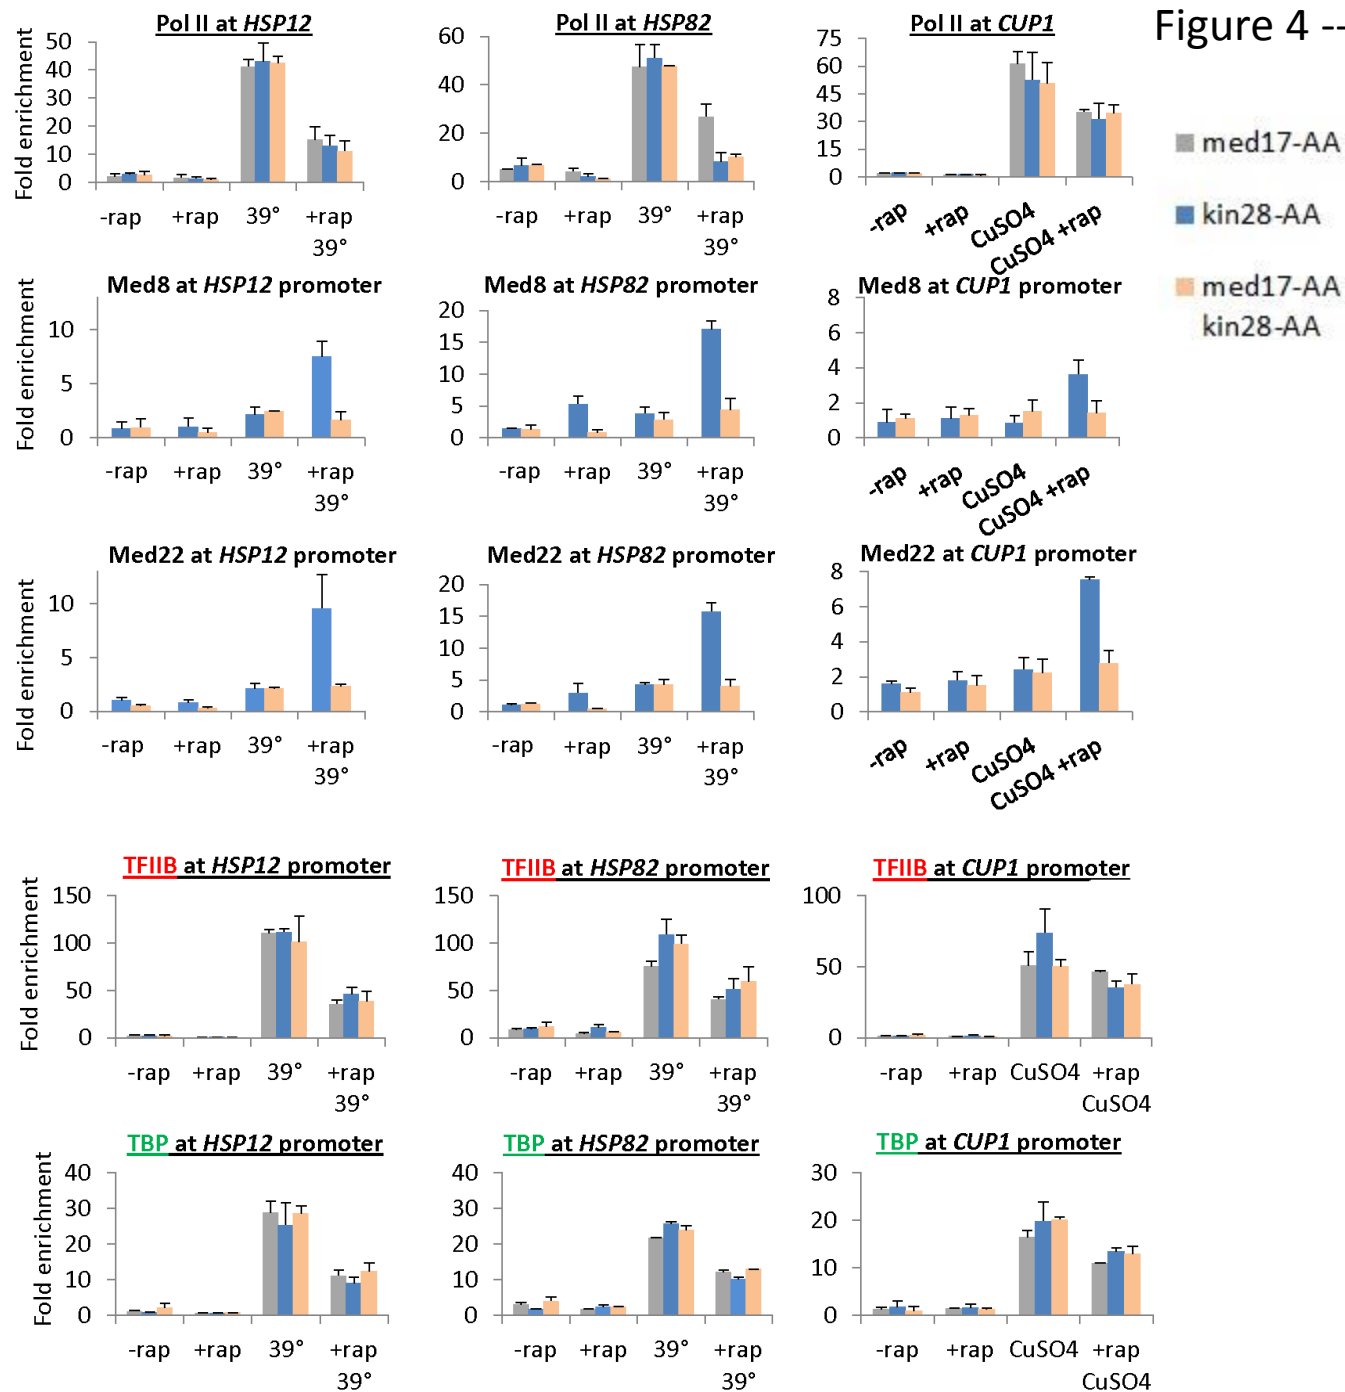 Figure 4 --
med17-AA
kin28-AA
med17-AA
kin28-AA
Pol II at HSP12
Fold enrichment
50
40
30
20
10
0
-rap +rap 39° +rap
39°
Pol II at HSP82
60
40
20
0
-rap +rap 39° +rap
39°
Pol II at CUP1
75
60
45
30
15
0
-rap +rap CuSO4 CuSO4 +rap
Med8 at HSP12 promoter
Fold enrichment
10
5
0
-rap +rap 39° +rap
39°
Med8 at HSP82 promoter
20
15
10
5
0
-rap +rap 39° +rap
39°
Med8 at CUP1 promoter
8
6
4
2
0
-rap +rap CuSO4 CuSO4 +rap
Med22 at HSP12 promoter
Fold enrichment
10
5
0
-rap +rap 39° +rap
39°
Med22 at HSP82 promoter
20
15
10
5
0
-rap +rap 39° +rap
39°
Med22 at CUP1 promoter
8
6
4
2
0
-rap +rap CuSO4 CuSO4 +rap
TFIIB at HSP12 promoter
Fold enrichment
150
100
50
0
-rap +rap 39° +rap
39°
TFIIB at HSP82 promoter
150
100
50
0
-rap +rap 39° +rap
39°
TFIIB at CUP1 promoter
100
50
0
-rap +rap CuSO4 +rap
CuSO4
TBP at HSP12 promoter
Fold enrichment
40
30
20
10
0
-rap +rap 39° +rap
39°
TBP at HSP82 promoter
40
30
20
10
0
-rap +rap 39° +rap
39°
TBP at CUP1 promoter
30
20
10
0
-rap +rap CuSO4 +rap
CuSO4